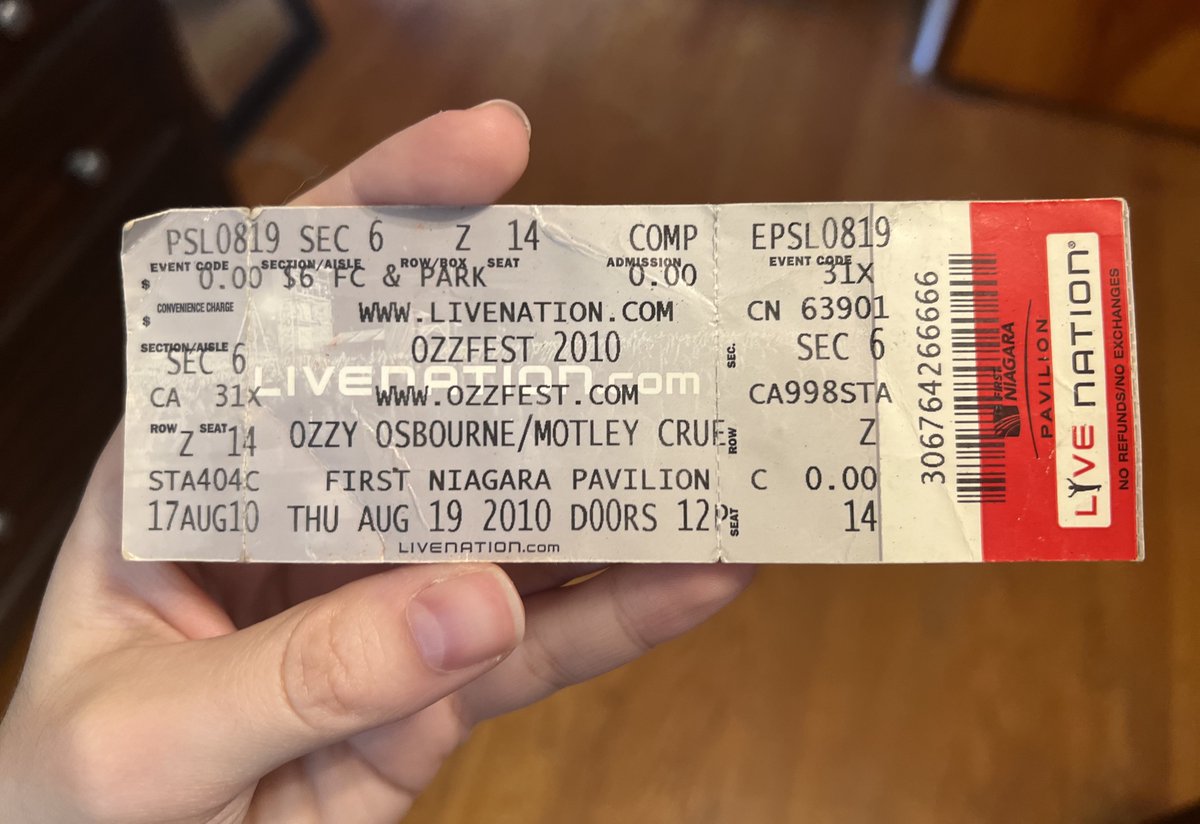 PSL0819 SEC 6 Z 14 COMP EPSL0819
EVENT CODE SECTION/AISLE ROW/BOX SEAT ADMISSION EVENT CODE
$ 0.00 $6 FC & PARK 0.00 31X
CONVENIENCE CHARGE
$
WWW.LIVENATION.COM CN 63901
SECTION/AISLE
SEC 6 OZZFEST 2010 SEC. SEC 6
LIVENATION.com
CA 31X WWW.OZZFEST.COM CA998STA
ROW SEAT
Z 14 OZZY OSBOURNE/MOTLEY CRUE ROW Z
STA404C FIRST NIAGARA PAVILION C 0.00
17AUG10 THU AUG 19 2010 DOORS 12P SEAT 14
LIVENATION.com
306764266666
FIRST
NIAGARA
PAVILION
LIVE NATION®
NO REFUNDS/NO EXCHANGES